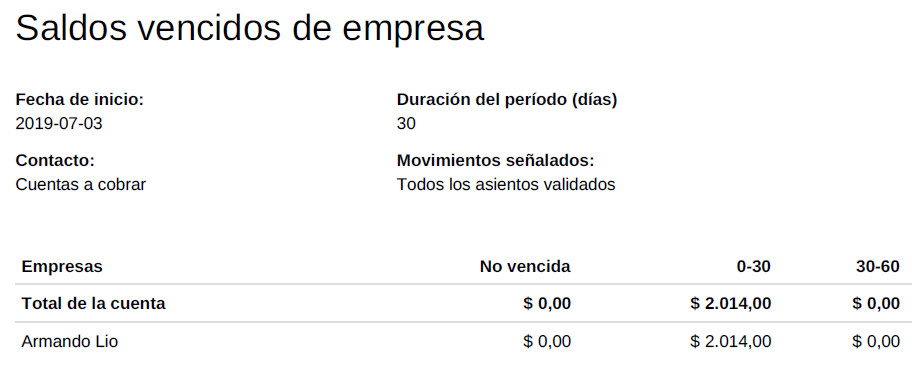 Saldos vencidos de empresa
Fecha de inicio: Duración del período (días)
2019-07-03 30
Contacto: Movimientos señalados:
Cuentas a cobrar Todos los asientos validados
Empresas No vencida 0-30 30-60
Total de la cuenta $ 0,00 $ 2.014,00 $ 0,00
Armando Lio $ 0,00 $ 2.014,00 $ 0,00